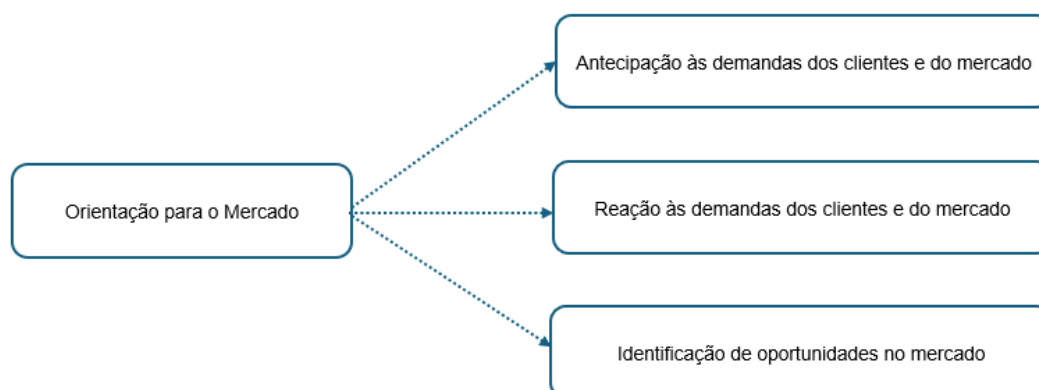 Antecipação às demandas dos clientes e do mercado
Orientação para o Mercado
Reação às demandas dos clientes e do mercado
Identificação de oportunidades no mercado